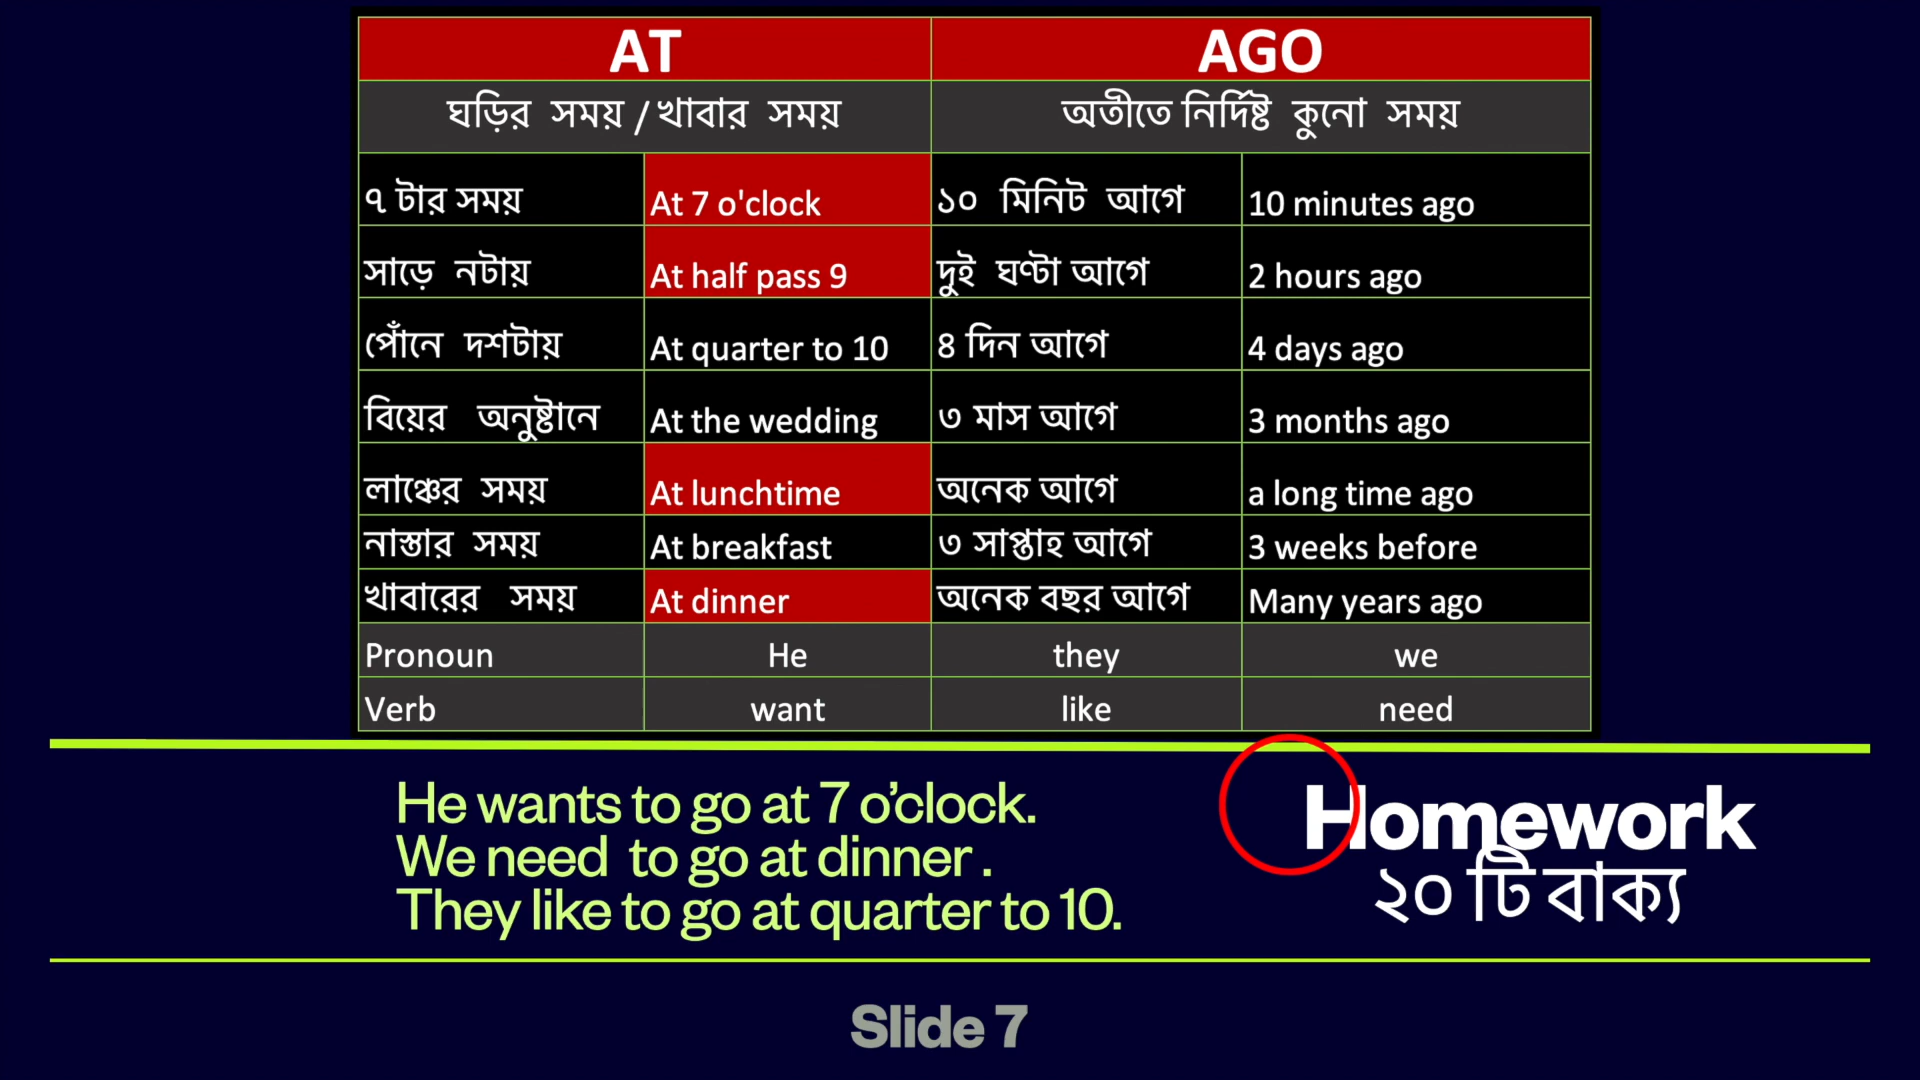 AT AGO
ঘড়ির সময় / খাবার সময় অতীতে নির্দিষ্ট কুনো সময়
৭ টার সময় At 7 o'clock ১০ মিনিট আগে 10 minutes ago
সাড়ে নটায় At half pass 9 দুই ঘণ্টা আগে 2 hours ago
পোঁনে দশটায় At quarter to 10 ৪ দিন আগে 4 days ago
বিয়ের অনুষ্টানে At the wedding ৩ মাস আগে 3 months ago
লাঞ্চের সময় At lunchtime অনেক আগে a long time ago
নাস্তার সময় At breakfast ৩ সাপ্তাহ আগে 3 weeks before
খাবারের সময় At dinner অনেক বছর আগে Many years ago
Pronoun He they we
Verb want like need
He wants to go at 7 o’clock.
We need to go at dinner .
They like to go at quarter to 10.
Homework
২০ টি বাক্য
Slide 7